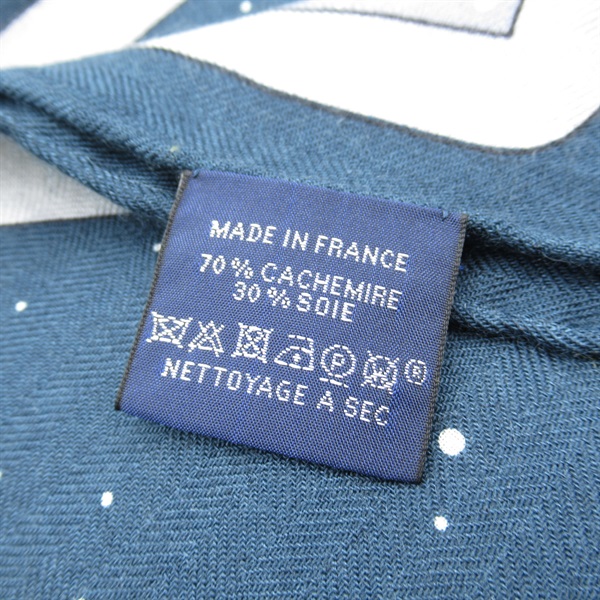 MADE IN FRANCE
70 % CACHEMIRE
30 % SOIE
P W ®
NETTOYAGE A SEC